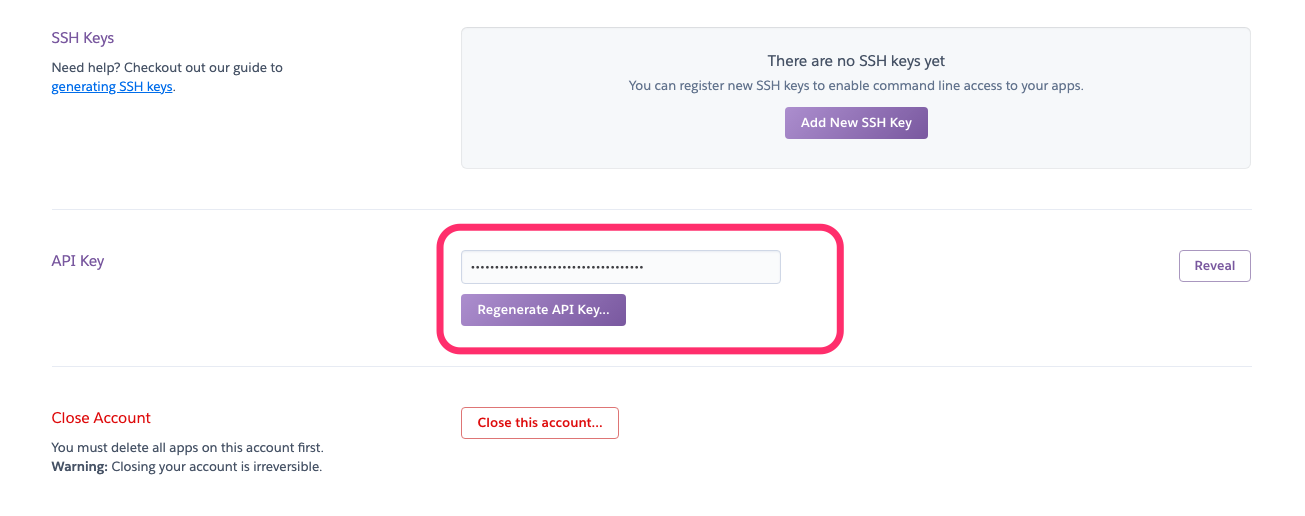 SSH Keys
Need help? Checkout out our guide to
generating SSH keys.
There are no SSH keys yet
You can register new SSH keys to enable command line access to your apps.
Add New SSH Key
API Key
••••••••••••••••••••••••••••••••••••
Regenerate API Key...
Reveal
Close Account
You must delete all apps on this account first.
Warning: Closing your account is irreversible.
Close this account...